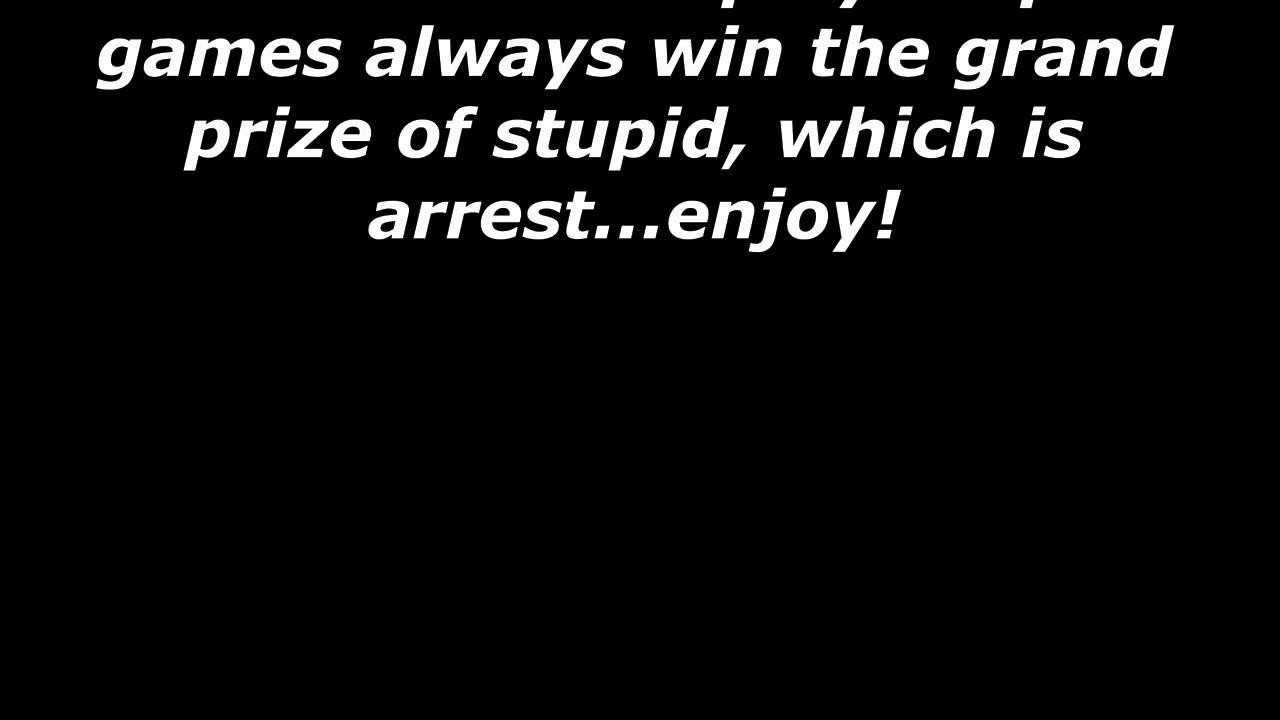 games always win the grand
prize of stupid, which is
arrest...enjoy!